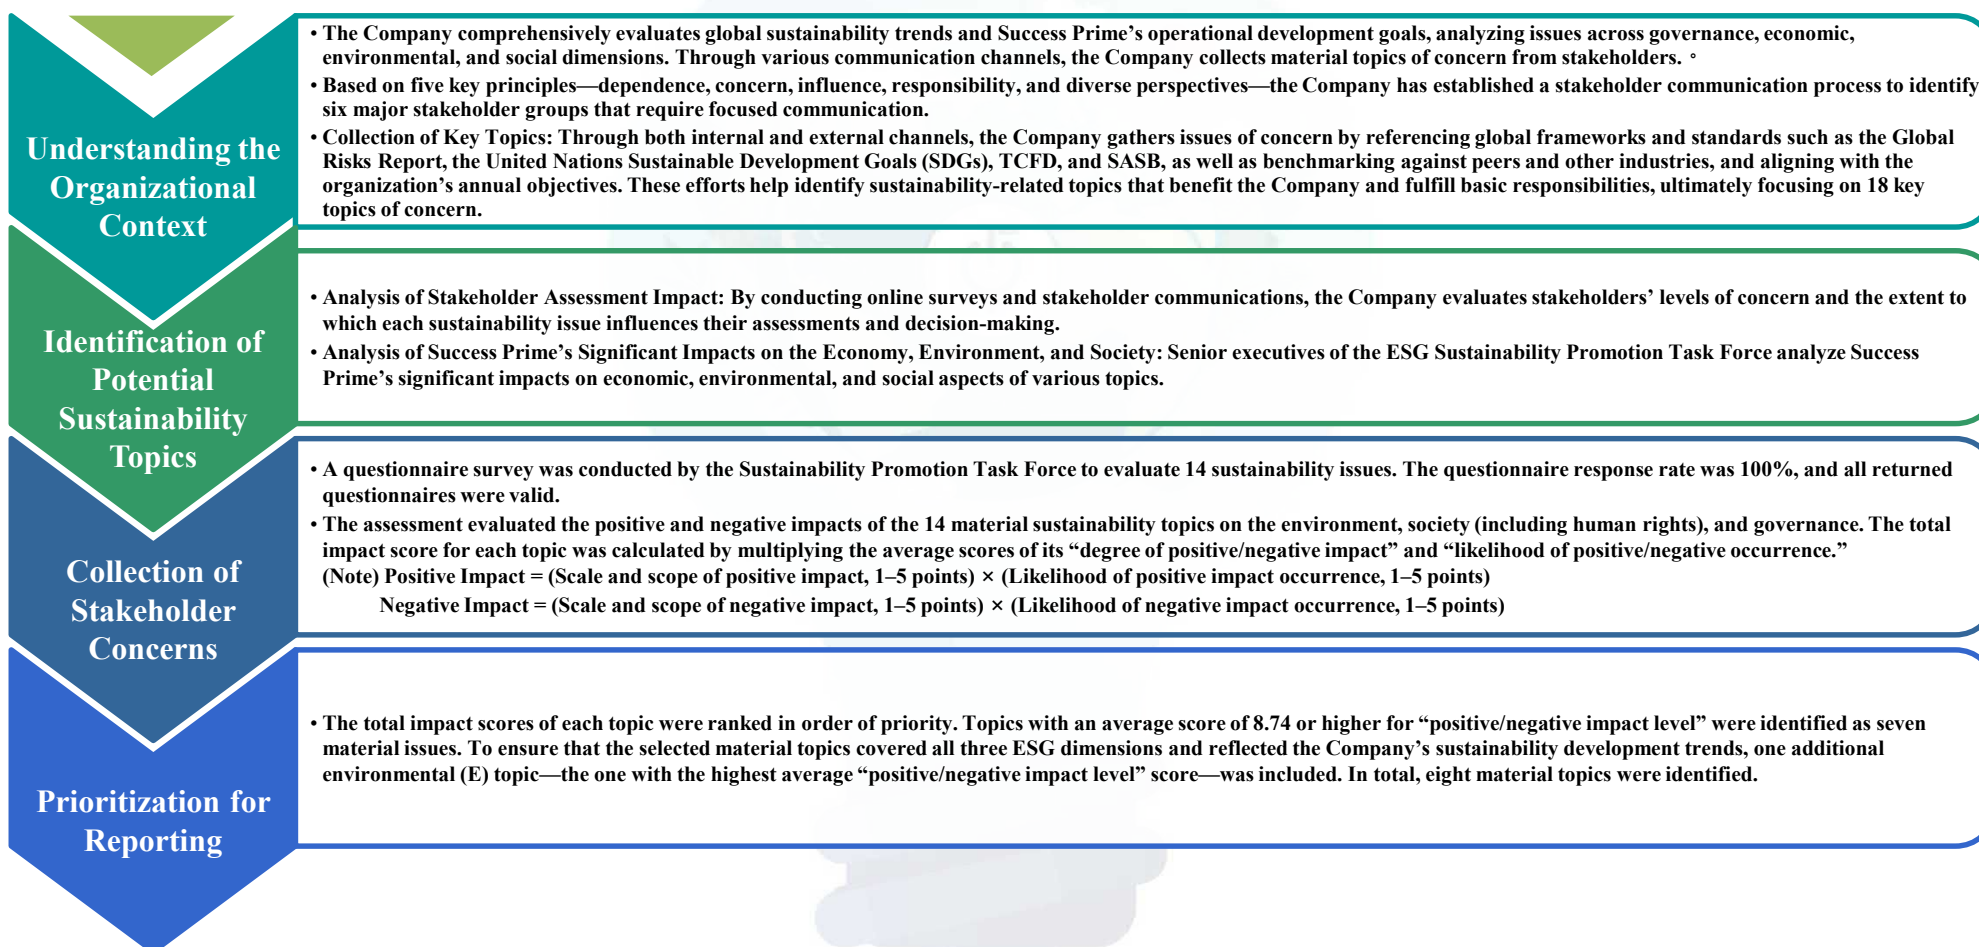 Understanding the
Organizational
Context
• The Company comprehensively evaluates global sustainability trends and Success Prime’s operational development goals, analyzing issues across governance, economic,
environmental, and social dimensions. Through various communication channels, the Company collects material topics of concern from stakeholders. 。
• Based on five key principles—dependence, concern, influence, responsibility, and diverse perspectives—the Company has established a stakeholder communication process to identify
six major stakeholder groups that require focused communication.
• Collection of Key Topics: Through both internal and external channels, the Company gathers issues of concern by referencing global frameworks and standards such as the Global
Risks Report, the United Nations Sustainable Development Goals (SDGs), TCFD, and SASB, as well as benchmarking against peers and other industries, and aligning with the
organization’s annual objectives. These efforts help identify sustainability-related topics that benefit the Company and fulfill basic responsibilities, ultimately focusing on 18 key
topics of concern.
Identification of
Potential
Sustainability
Topics
• Analysis of Stakeholder Assessment Impact: By conducting online surveys and stakeholder communications, the Company evaluates stakeholders’ levels of concern and the extent to
which each sustainability issue influences their assessments and decision-making.
• Analysis of Success Prime’s Significant Impacts on the Economy, Environment, and Society: Senior executives of the ESG Sustainability Promotion Task Force analyze Success
Prime’s significant impacts on economic, environmental, and social aspects of various topics.
Collection of
Stakeholder
Concerns
• A questionnaire survey was conducted by the Sustainability Promotion Task Force to evaluate 14 sustainability issues. The questionnaire response rate was 100%, and all returned
questionnaires were valid.
• The assessment evaluated the positive and negative impacts of the 14 material sustainability topics on the environment, society (including human rights), and governance. The total
impact score for each topic was calculated by multiplying the average scores of its “degree of positive/negative impact” and “likelihood of positive/negative occurrence.”
(Note) Positive Impact = (Scale and scope of positive impact, 1–5 points) × (Likelihood of positive impact occurrence, 1–5 points)
Negative Impact = (Scale and scope of negative impact, 1–5 points) × (Likelihood of negative impact occurrence, 1–5 points)
Prioritization for
Reporting
• The total impact scores of each topic were ranked in order of priority. Topics with an average score of 8.74 or higher for “positive/negative impact level” were identified as seven
material issues. To ensure that the selected material topics covered all three ESG dimensions and reflected the Company’s sustainability development trends, one additional
environmental (E) topic—the one with the highest average “positive/negative impact level” score—was included. In total, eight material topics were identified.